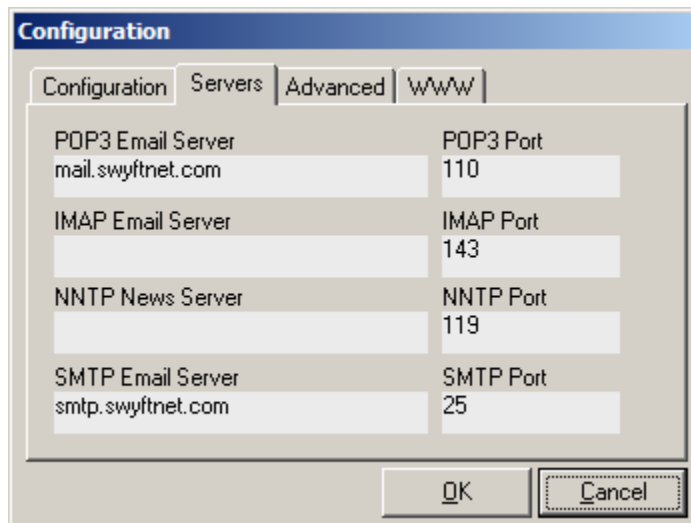 Configuration
Configuration Servers Advanced WWW
POP3 Email Server POP3 Port
mail.swyftnet.com 110
IMAP Email Server IMAP Port
143
NNTP News Server NNTP Port
119
SMTP Email Server SMTP Port
smtp.swyftnet.com 25
OK Cancel